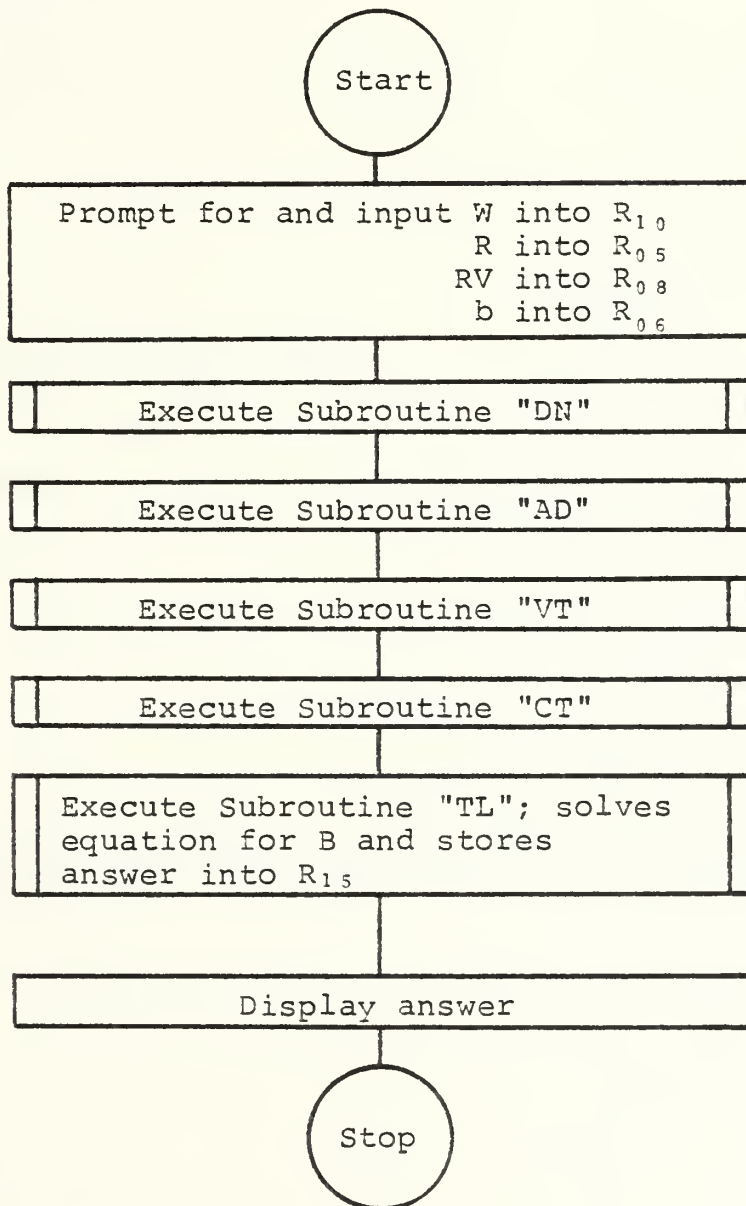 Start
Prompt for and input W into R₁₀
R into R₀₅
RV into R₀₈
b into R₀₆
Execute Subroutine "DN"
Execute Subroutine "AD"
Execute Subroutine "VT"
Execute Subroutine "CT"
Execute Subroutine "TL"; solves
equation for B and stores
answer into R₁₅
Display answer
Stop